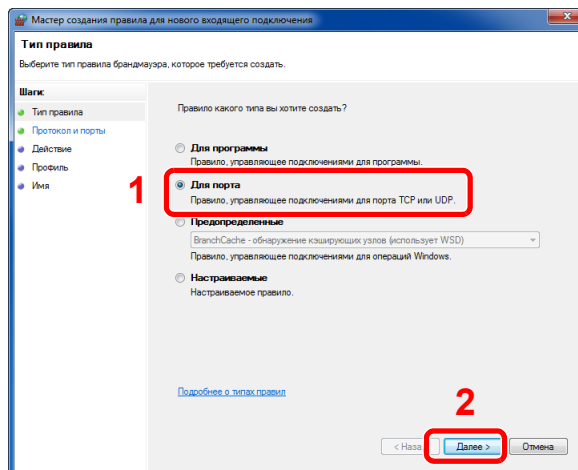 Мастер создания правила для нового входящего подключения
Тип правила
Выберите тип правила брандмауэра, которое требуется создать.
Шаги:
Тип правила
Протокол и порты
Действие
Профиль
Имя
Правило какого типа вы хотите создать?
Для программы
Правило, управляющее подключениями для программы.
1
Для порта
Правило, управляющее подключениями для порта TCP или UDP.
Предопределенные
BranchCache - обнаружение кэширующих узлов (использует WSD)
Правило, управляющее подключениями для операций Windows.
Настраиваемые
Настраиваемое правило.
Подробнее о типах правил
2
< Наза
Далее >
Отмена